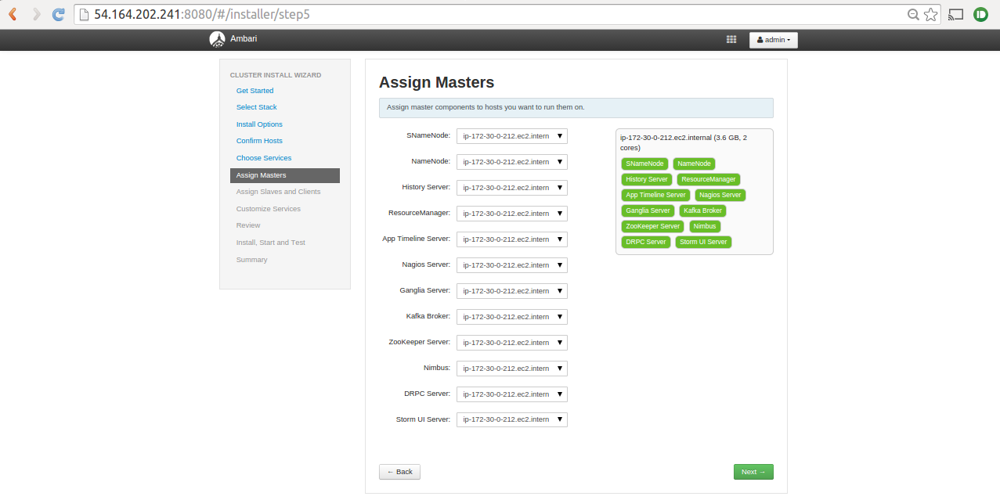 54.164.202.241:8080/#/installer/step5
Ambari
admin
CLUSTER INSTALL WIZARD
Get Started
Select Stack
Install Options
Confirm Hosts
Choose Services
Assign Masters
Assign Slaves and Clients
Customize Services
Review
Install, Start and Test
Summary
Assign Masters
Assign master components to hosts you want to run them on.
SNameNode: ip-172-30-0-212.ec2.intern
NameNode: ip-172-30-0-212.ec2.intern
History Server: ip-172-30-0-212.ec2.intern
ResourceManager: ip-172-30-0-212.ec2.intern
App Timeline Server: ip-172-30-0-212.ec2.intern
Nagios Server: ip-172-30-0-212.ec2.intern
Ganglia Server: ip-172-30-0-212.ec2.intern
Kafka Broker: ip-172-30-0-212.ec2.intern
ZooKeeper Server: ip-172-30-0-212.ec2.intern
Nimbus: ip-172-30-0-212.ec2.intern
DRPC Server: ip-172-30-0-212.ec2.intern
Storm UI Server: ip-172-30-0-212.ec2.intern
ip-172-30-0-212.ec2.internal (3.6 GB, 2
cores)
SNameNode NameNode
History Server ResourceManager
App Timeline Server Nagios Server
Ganglia Server Kafka Broker
ZooKeeper Server Nimbus
DRPC Server Storm UI Server
← Back
Next →